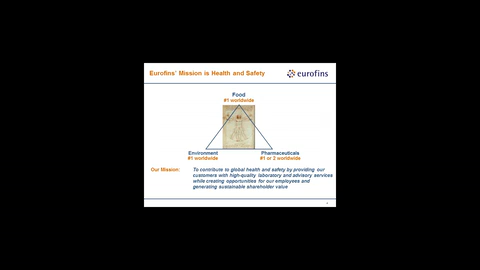 Eurofins´ Mission is Health and Safety
eurofins
Food
#1 worldwide
Environment
#1 worldwide
Pharmaceuticals
#1 or 2 worldwide
Our Mission:
To contribute to global health and safety by providing our
customers with high-quality laboratory and advisory services
while creating opportunities for our employees and
generating sustainable shareholder value